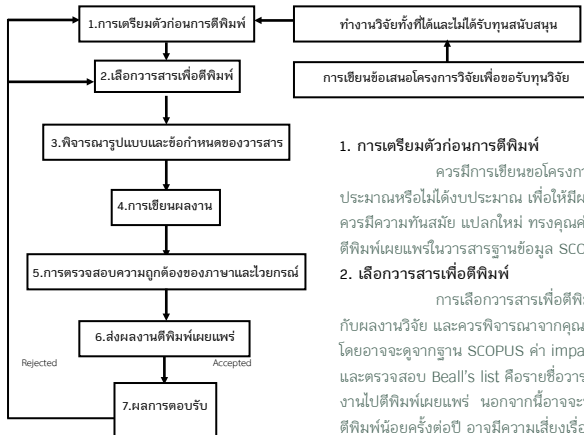 1.การเตรียมตัวก่อนการตีพิมพ์
ทำงานวิจัยทั้งที่ได้และไม่ได้รับทุนสนับสนุน
2.เลือกวารสารเพื่อตีพิมพ์
การเขียนข้อเสนอโครงการวิจัยเพื่อขอรับทุนวิจัย
3.พิจารณารูปแบบและข้อกำหนดของวารสาร
4.การเขียนผลงาน
5.การตรวจสอบความถูกต้องของภาษาและไวยกรณ์
6.ส่งผลงานตีพิมพ์เผยแพร่
Rejected
Accepted
7.ผลการตอบรับ
1. การเตรียมตัวก่อนการตีพิมพ์
ควรมีการเขียนขอโครงกา
ประมาณหรือไม่ได้งบประมาณ เพื่อให้มีผ
ควรมีความทันสมัย แปลกใหม่ ทรงคุณค่
ตีพิมพ์เผยแพร่ในวารสารฐานข้อมูล SCO
2. เลือกวารสารเพื่อตีพิมพ์
การเลือกวารสารเพื่อตีพิม
กับผลงานวิจัย และควรพิจารณาจากคุณ
โดยอาจจะดูจากฐาน SCOPUS ค่า impa
และตรวจสอบ Beall's list คือรายชื่อวาร
งานไปตีพิมพ์เผยแพร่ นอกจากนี้อาจจะ
ตีพิมพ์น้อยครั้งต่อปี อาจมีความเสี่ยงเรื่อ